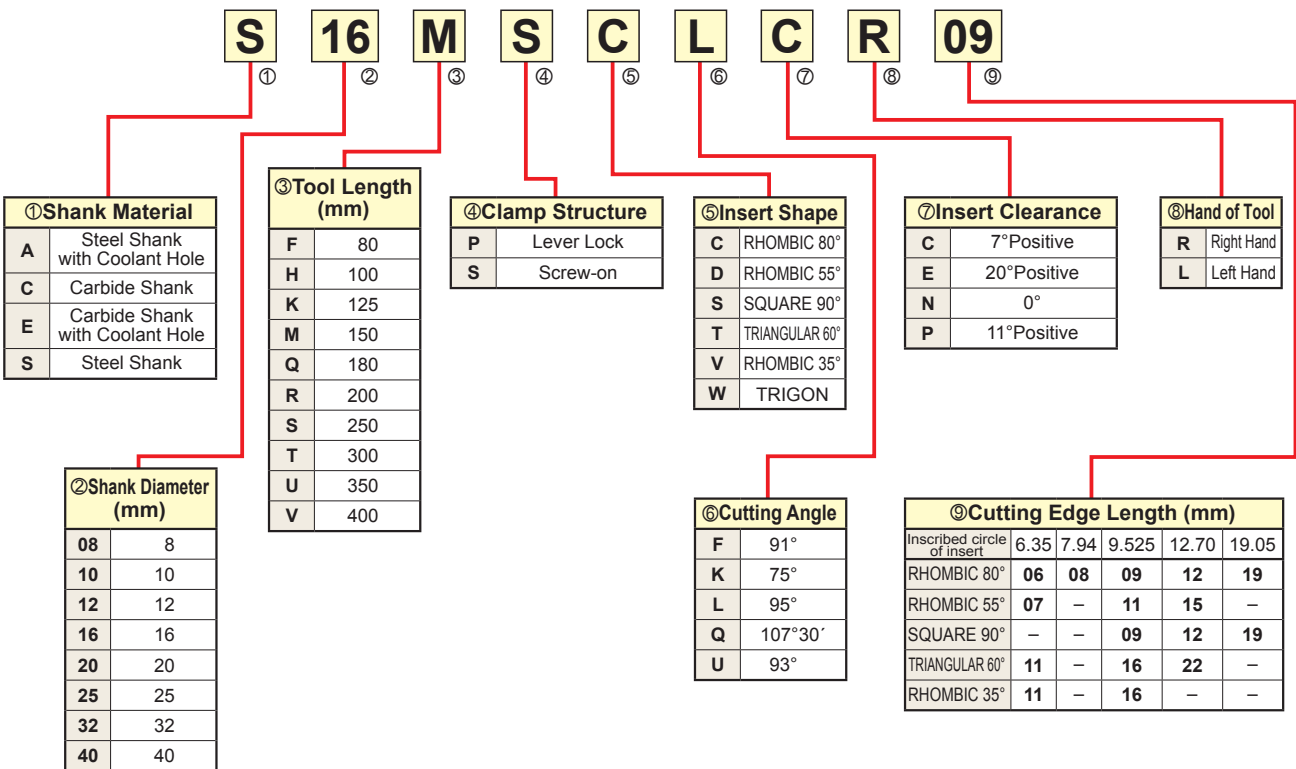 S 16 M S C L C R 09
① ② ③ ④ ⑤ ⑥ ⑦ ⑧ ⑨
①Shank Material
A Steel Shank
with Coolant Hole
C Carbide Shank
E Carbide Shank
with Coolant Hole
S Steel Shank
②Shank Diameter
(mm)
08 8
10 10
12 12
16 16
20 20
25 25
32 32
40 40
③Tool Length
(mm)
F 80
H 100
K 125
M 150
Q 180
R 200
S 250
T 300
U 350
V 400
④Clamp Structure
P Lever Lock
S Screw-on
⑤Insert Shape
C RHOMBIC 80°
D RHOMBIC 55°
S SQUARE 90°
T TRIANGULAR 60°
V RHOMBIC 35°
W TRIGON
⑥Cutting Angle
F 91°
K 75°
L 95°
Q 107°30´
U 93°
⑦Insert Clearance
C 7°Positive
E 20°Positive
N 0°
P 11°Positive
⑧Hand of Tool
R Right Hand
L Left Hand
⑨Cutting Edge Length (mm)
Inscribed circle
of insert 6.35 7.94 9.525 12.70 19.05
RHOMBIC 80° 06 08 09 12 19
RHOMBIC 55° 07 – 11 15 –
SQUARE 90° – – 09 12 19
TRIANGULAR 60° 11 – 16 22 –
RHOMBIC 35° 11 – 16 – –